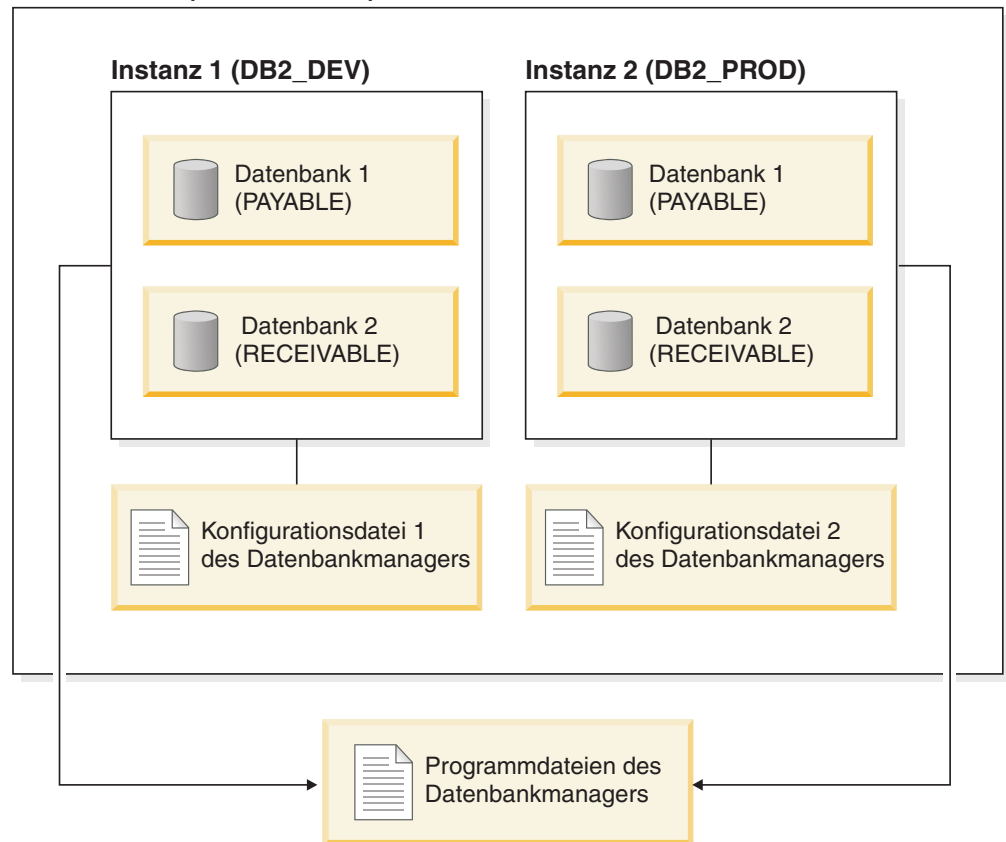 Instanz 1 (DB2_DEV)
Datenbank 1
(PAYABLE)
Datenbank 2
(RECEIVABLE)
Konfigurationsdatei 1
des Datenbankmanagers
Instanz 2 (DB2_PROD)
Datenbank 1
(PAYABLE)
Datenbank 2
(RECEIVABLE)
Konfigurationsdatei 2
des Datenbankmanagers
Programmdateien des
Datenbankmanagers